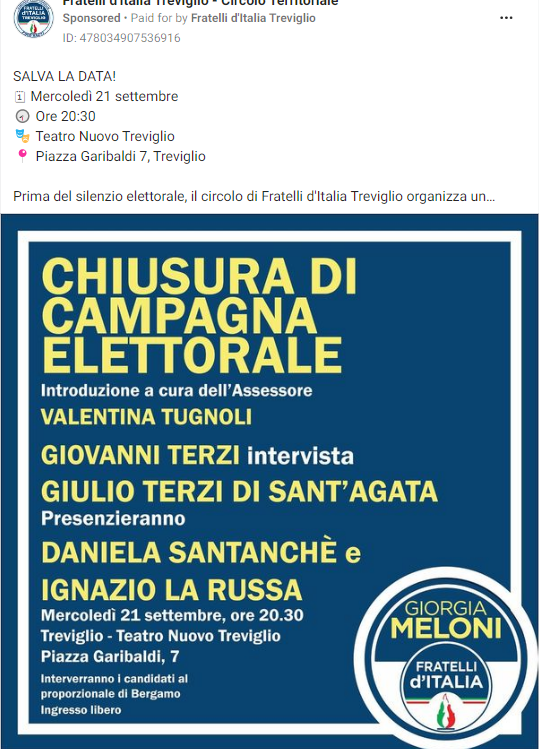 Fratelli d'Italia Treviglio - Circolo Territoriale
Sponsored • Paid for by Fratelli d'Italia Treviglio
ID: 478034907536916
SALVA LA DATA!
Mercoledì 21 settembre
Ore 20:30
Teatro Nuovo Treviglio
Piazza Garibaldi 7, Treviglio
Prima del silenzio elettorale, il circolo di Fratelli d'Italia Treviglio organizza un...
CHIUSURA DI
CAMPAGNA
ELETTORALE
Introduzione a cura dell'Assessore
VALENTINA TUGNOLI
GIOVANNI TERZI intervista
GIULIO TERZI DI SANT'AGATA
Presenzieranno
DANIELA SANTANCHÈ e
IGNAZIO LA RUSSA
Mercoledì 21 settembre, ore 20.30
Treviglio - Teatro Nuovo Treviglio
Piazza Garibaldi, 7
Interverranno i candidati al
proporzionale di Bergamo
Ingresso libero
GIORGIA
MELONI
FRATELLI
d'ITALIA
FRATELLI
d'ITALIA
TREVIGLIO